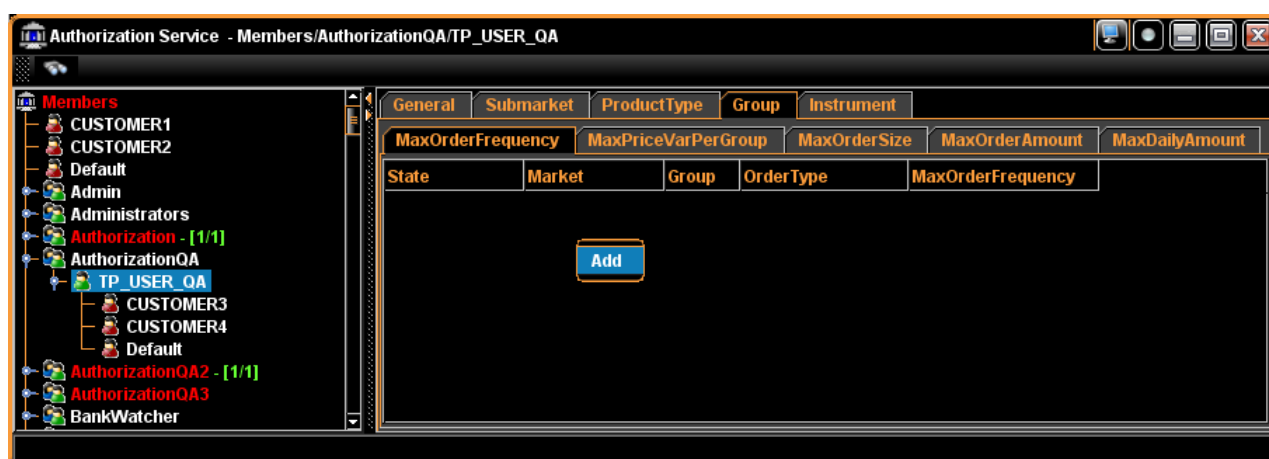 Authorization Service - Members/AuthorizationQA/TP_USER_QA
Members
CUSTOMER1
CUSTOMER2
Default
Admin
Administrators
Authorization - [1/1]
AuthorizationQA
TP_USER_QA
CUSTOMER3
CUSTOMER4
Default
AuthorizationQA2 - [1/1]
AuthorizationQA3
BankWatcher
General Submarket ProductType Group Instrument
MaxOrderFrequency MaxPriceVarPerGroup MaxOrderSize MaxOrderAmount MaxDailyAmount
State Market Group OrderType MaxOrderFrequency
Add